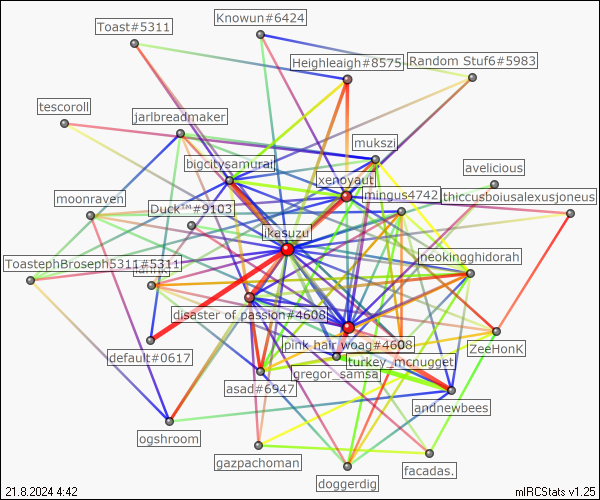 Knowun#6424
Toast#5311
Heighleaigh#8575
Random Stuf6#5983
tescoroll
jarlbreadmaker
mukszi
bigcitysamurai
avelicious
xenoyaut
mingus4742
thiccusboiusalexusjoneus
moonraven
Duck™#9103
ikasuzu
neokingghidorah
ToastephBroseph5311#5311
disaster of passion#4608
pink hair woag#4608
ZeeHonK
default#0617
turkey_mcnugget
gregor_samsa
asad#6947
andnewbees
ogshroom
gazpachoman
facadas.
doggerdig
21.8.2024 4:42
mIRCStats v1.25